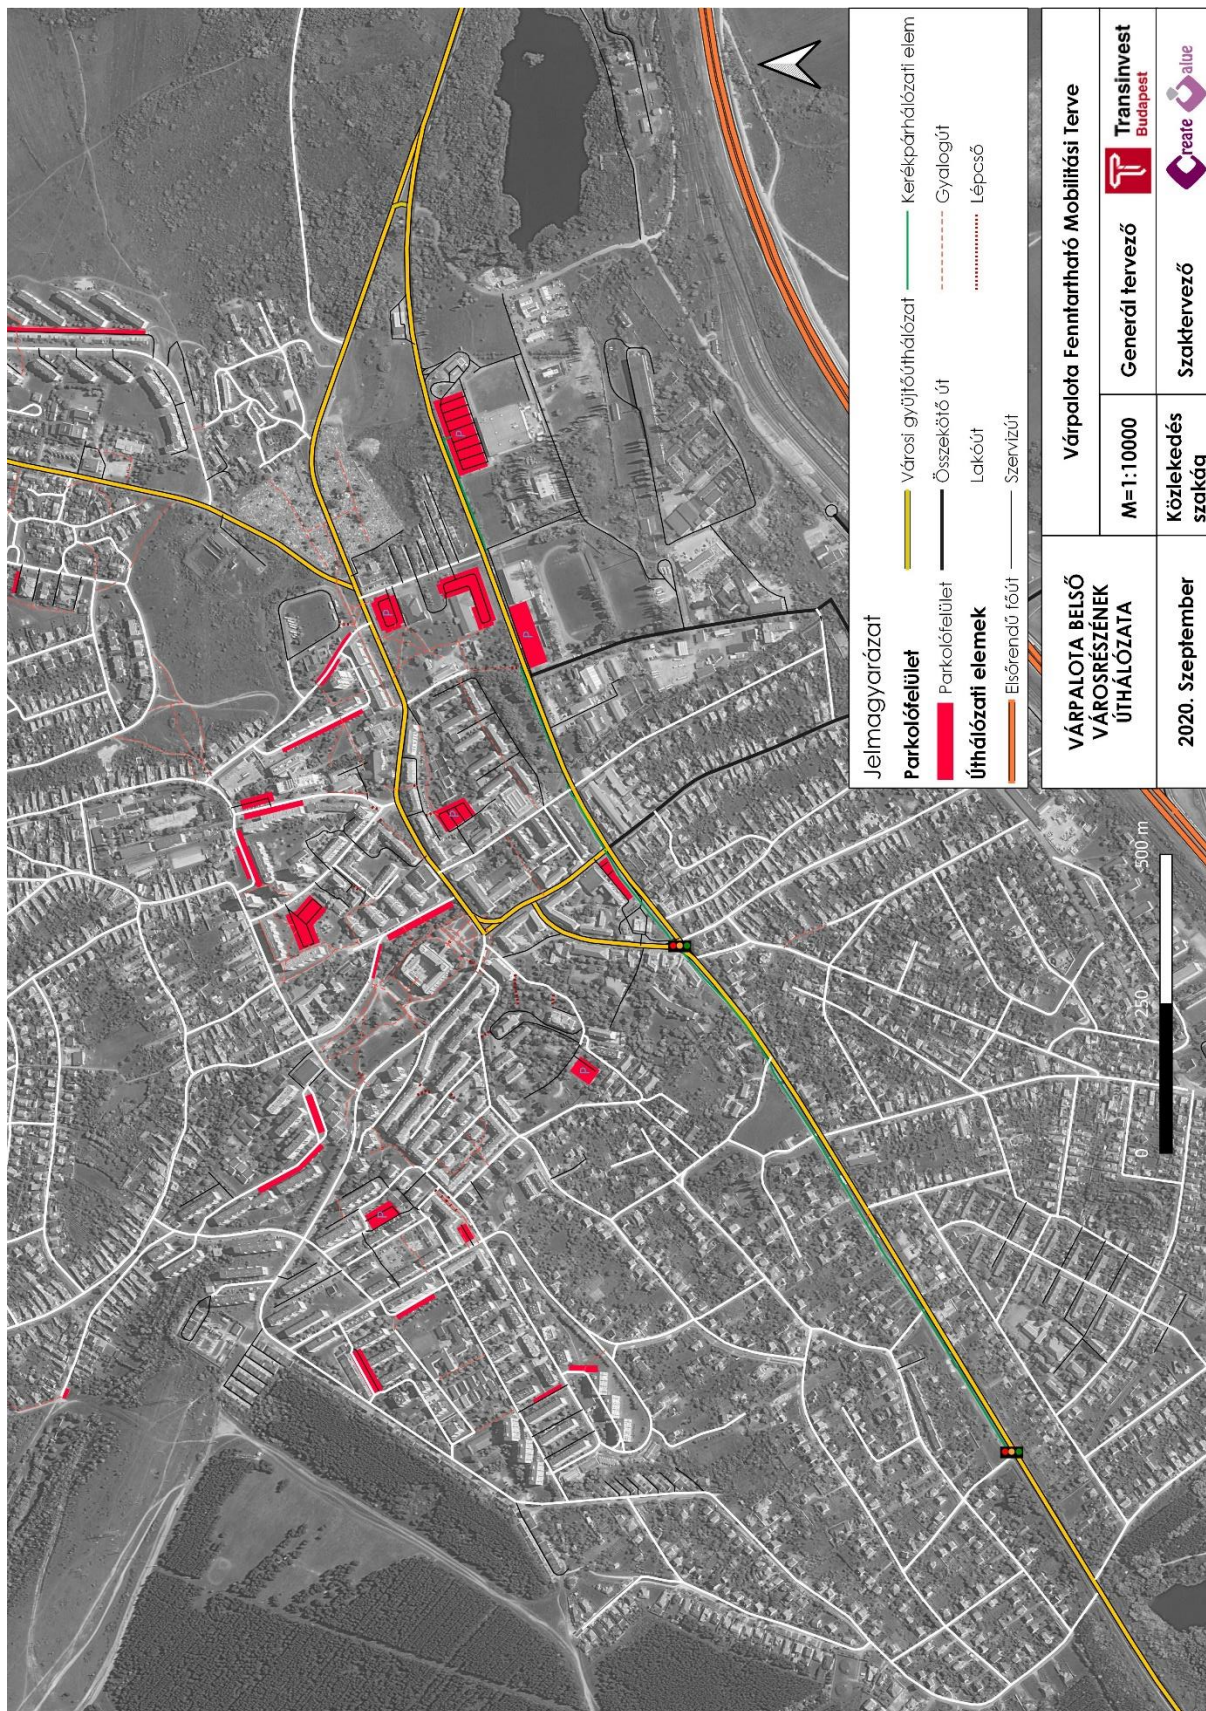 Jelmagyarázat
Parkolófelület
Parkolófelület
Úthálózati elemek
Elsőrendű főút
Városi gyűjtőúthálózat
Összekötő út
Lakóút
Szervizút
Kerékpárhálózati elem
Gyalogút
Lépcső
VÁRPALOTA BELSŐ
VÁROSRÉSZÉNEK
ÚTHÁLÓZATA
2020. Szeptember
Várpalota Fenntartható Mobilitási Terve
M=1:10000
Generál tervező
Transinvest
Budapest
Közlekedés
szakág
Szaktervező
Create Value
0
250
500 m
P
P
P
P
P
P